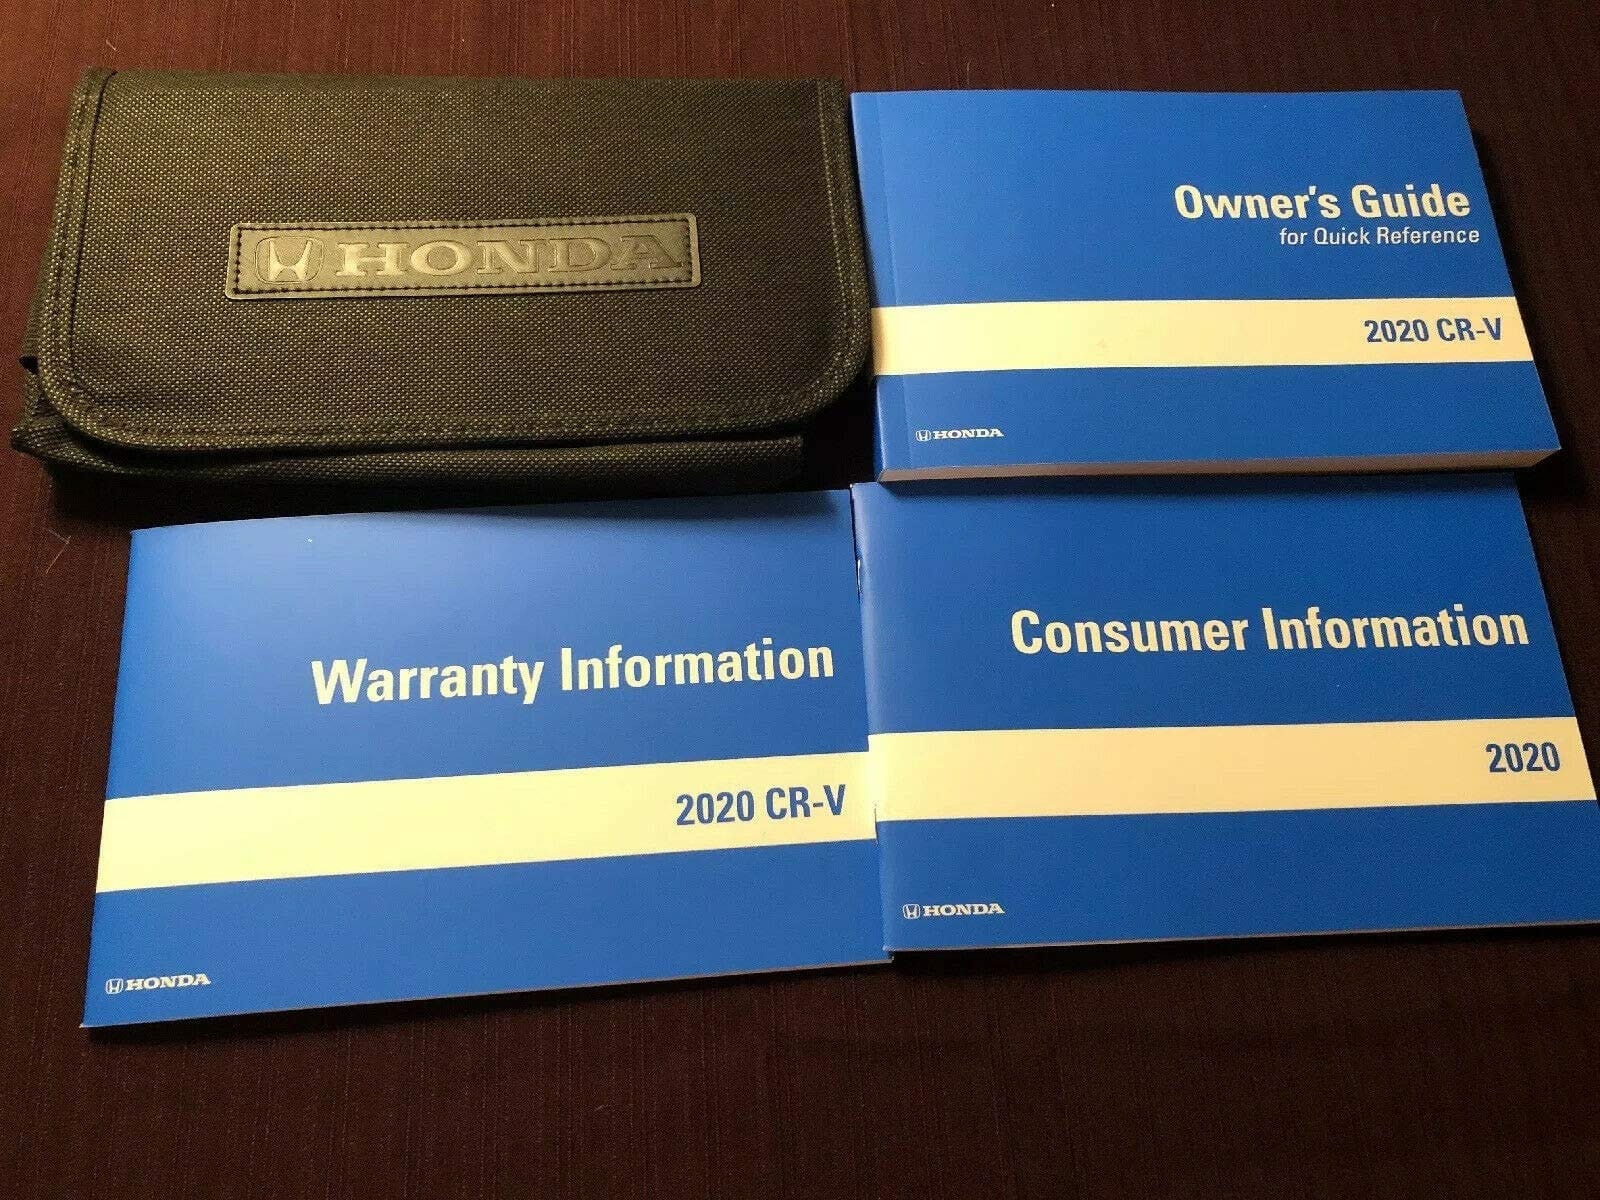 HONDA
Owner's Guide
for Quick Reference
2020 CR-V
HONDA
Warranty Information
2020 CR-V
HONDA
Consumer Information
2020
HONDA